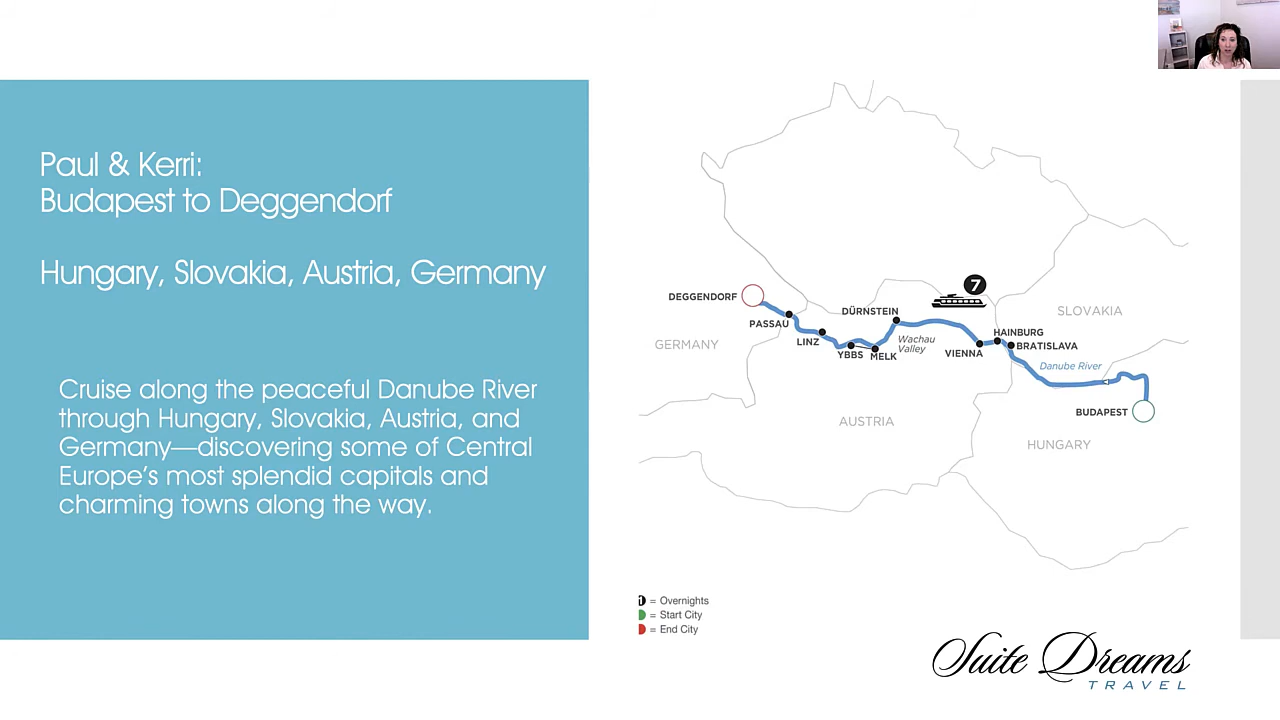 Paul & Kerri:
Budapest to Deggendorf
Hungary, Slovakia, Austria, Germany
Cruise along the peaceful Danube River
through Hungary, Slovakia, Austria, and
Germany—discovering some of Central
Europe’s most splendid capitals and
charming towns along the way.
7
DEGGENDORF
PASSAU
LINZ
YBBS
MELK
DÜRNSTEIN
Wachau
Valley
VIENNA
HAINBURG
BRATISLAVA
Danube River
BUDAPEST
GERMANY
AUSTRIA
SLOVAKIA
HUNGARY
= Overnights
= Start City
= End City
Suite Dreams
TRAVEL